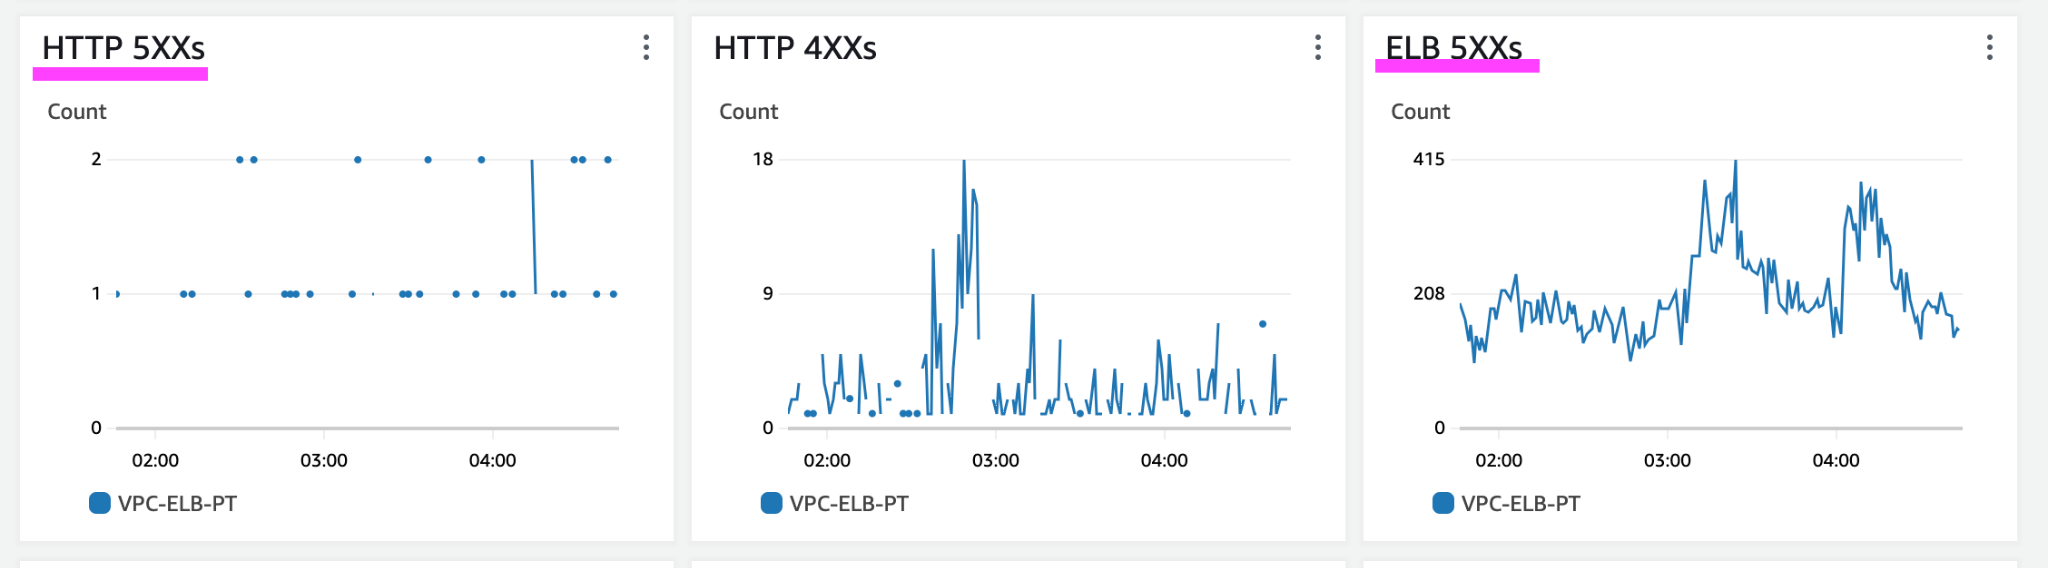 HTTP 5XXs
Count
2
1
0
02:00 03:00 04:00
VPC-ELB-PT
HTTP 4XXs
Count
18
9
0
02:00 03:00 04:00
VPC-ELB-PT
ELB 5XXs
Count
415
208
0
02:00 03:00 04:00
VPC-ELB-PT